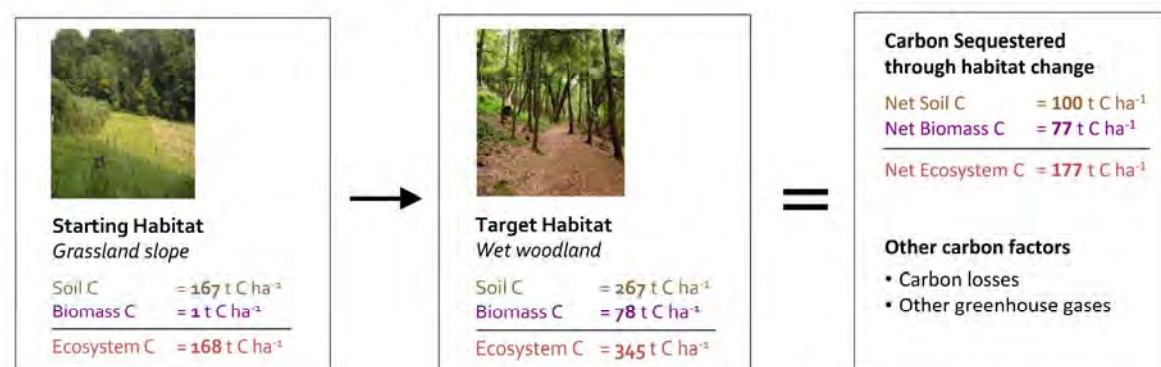 Starting Habitat
Grassland slope
Soil C = 167 t C ha⁻¹
Biomass C = 1 t C ha⁻¹
Ecosystem C = 168 t C ha⁻¹
Target Habitat
Wet woodland
Soil C = 267 t C ha⁻¹
Biomass C = 78 t C ha⁻¹
Ecosystem C = 345 t C ha⁻¹
=
Carbon Sequestered
through habitat change
Net Soil C = 100 t C ha⁻¹
Net Biomass C = 77 t C ha⁻¹
Net Ecosystem C = 177 t C ha⁻¹
Other carbon factors
• Carbon losses
• Other greenhouse gases